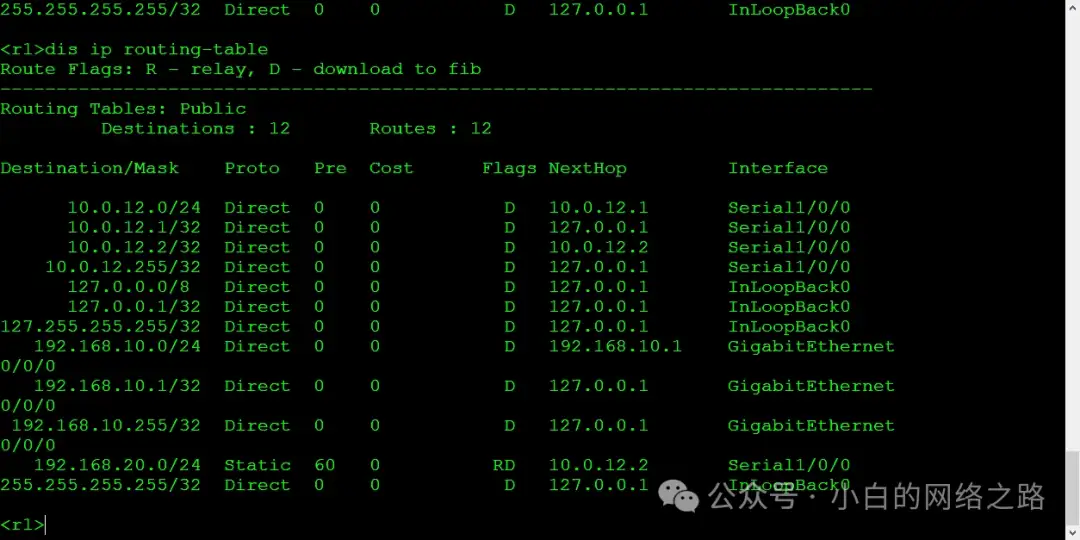 255.255.255.255/32  Direct  0    0           D   127.0.0.1       InLoopBack0
<r1>dis ip routing-table
Route Flags: R - relay, D - download to fib
------------------------------------------------------------------------------
Routing Tables: Public
         Destinations : 12       Routes : 12
Destination/Mask    Proto   Pre  Cost      Flags NextHop         Interface
      10.0.12.0/24  Direct  0    0           D   10.0.12.1       Serial1/0/0
      10.0.12.1/32  Direct  0    0           D   127.0.0.1       Serial1/0/0
      10.0.12.2/32  Direct  0    0           D   10.0.12.2       Serial1/0/0
    10.0.12.255/32  Direct  0    0           D   127.0.0.1       Serial1/0/0
      127.0.0.0/8   Direct  0    0           D   127.0.0.1       InLoopBack0
      127.0.0.1/32  Direct  0    0           D   127.0.0.1       InLoopBack0
127.255.255.255/32  Direct  0    0           D   127.0.0.1       InLoopBack0
   192.168.10.0/24  Direct  0    0           D   192.168.10.1    GigabitEthernet
0/0/0
   192.168.10.1/32  Direct  0    0           D   127.0.0.1       GigabitEthernet
0/0/0
 192.168.10.255/32  Direct  0    0           D   127.0.0.1       GigabitEthernet
0/0/0
   192.168.20.0/24  Static  60   0          RD   10.0.12.2       Serial1/0/0
255.255.255.255/32  Direct  0    0           D   127.0.0.1       InLoopBack0
公众号 · 小白的网络之路
<r1>